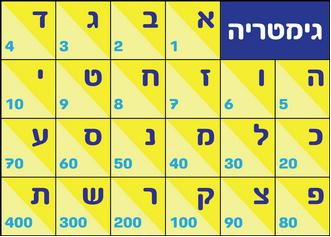 גימטריה
א ב ג ד
1 2 3 4
ה ו ז ח ט י
5 6 7 8 9 10
כ ל מ נ ס ע
20 30 40 50 60 70
פ צ ק ר ש ת
80 90 100 200 300 400